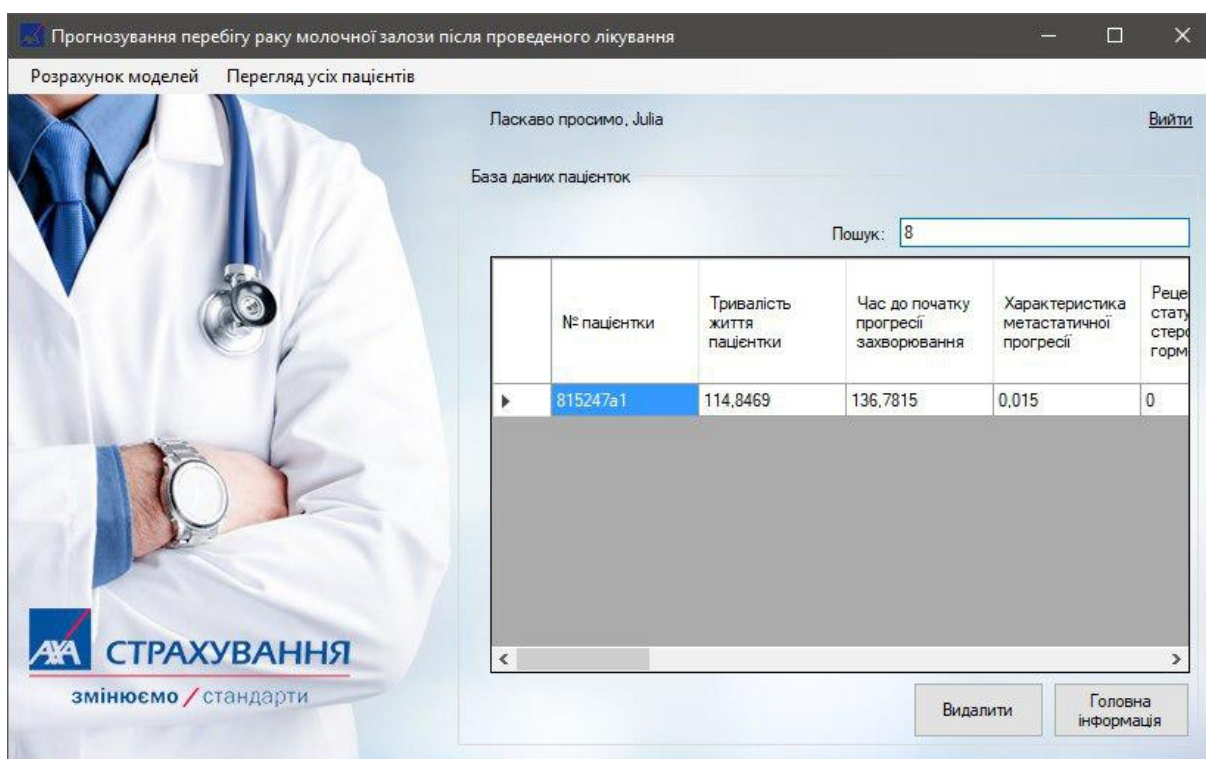 Прогнозування перебігу раку молочної залози після проведеного лікування
Розрахунок моделей Перегляд усіх пацієнтів
Ласкаво просимо, Julia
Вийти
База даних пацієнток
Пошук: 8
№ пацієнтки
Тривалість
життя
пацієнтки
Час до початку
прогресії
захворювання
Характеристика
метастатичної
прогресії
815247a1 114,8469 136,7815 0,015 0
AXA СТРАХУВАННЯ
змінюємо / стандарти
Видалити
Головна
інформація